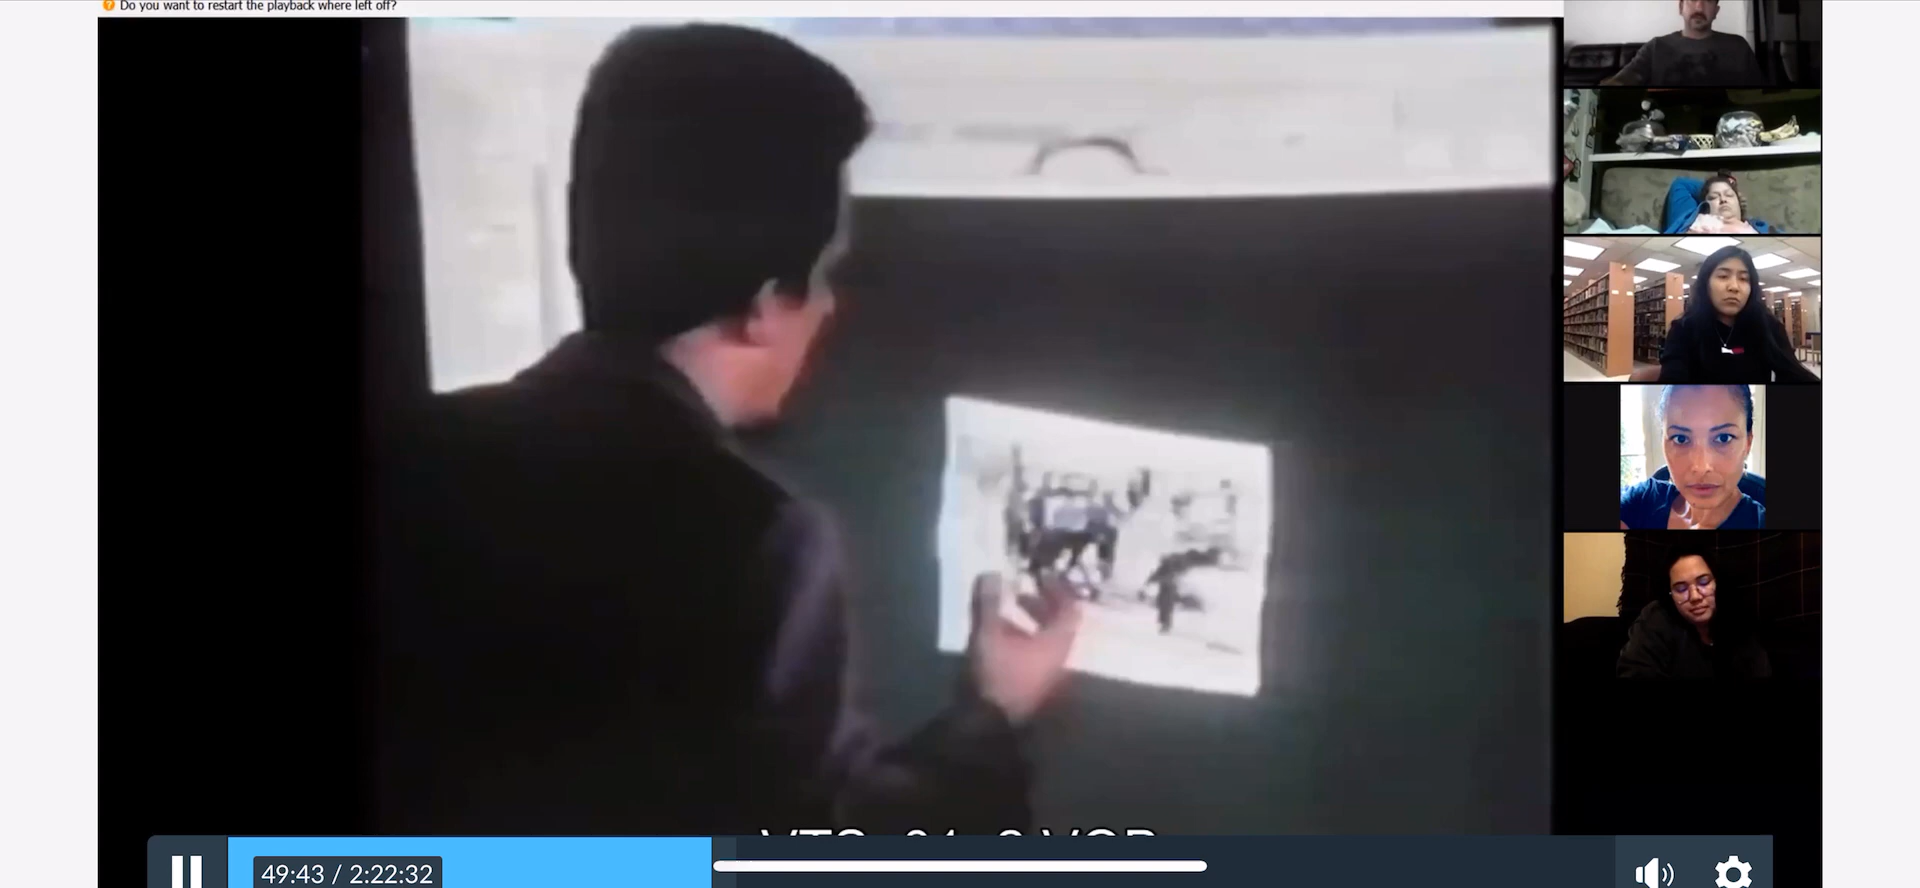 Do you want to restart the playback where left off?
49:43 / 2:22:32